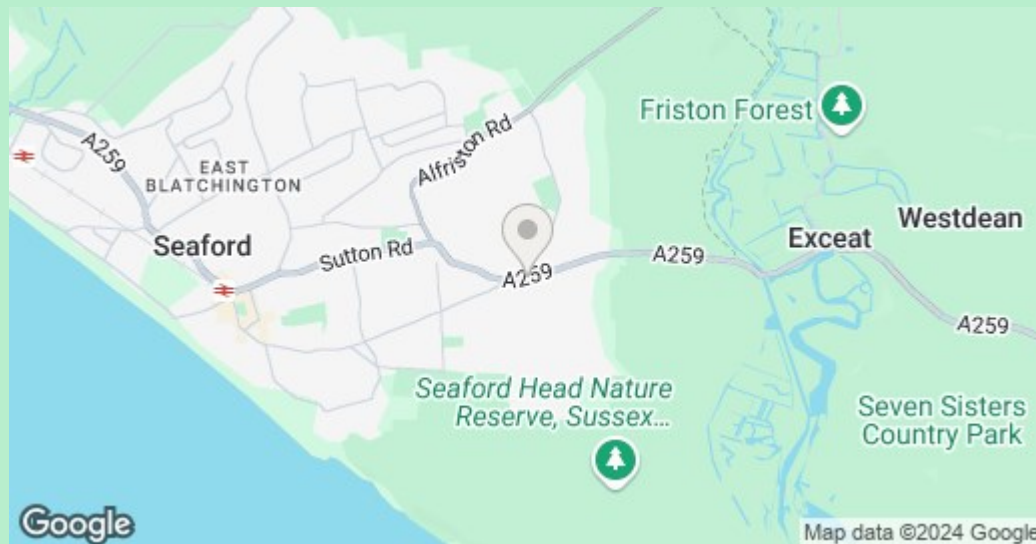 Friston Forest
A259
Alfriston Rd
EAST
BLATCHINGTON
Westdean
Seaford
Sutton Rd
Exceat
A259
A259
A259
Seaford Head Nature
Reserve, Sussex...
Seven Sisters
Country Park
Google
Map data ©2024 Google